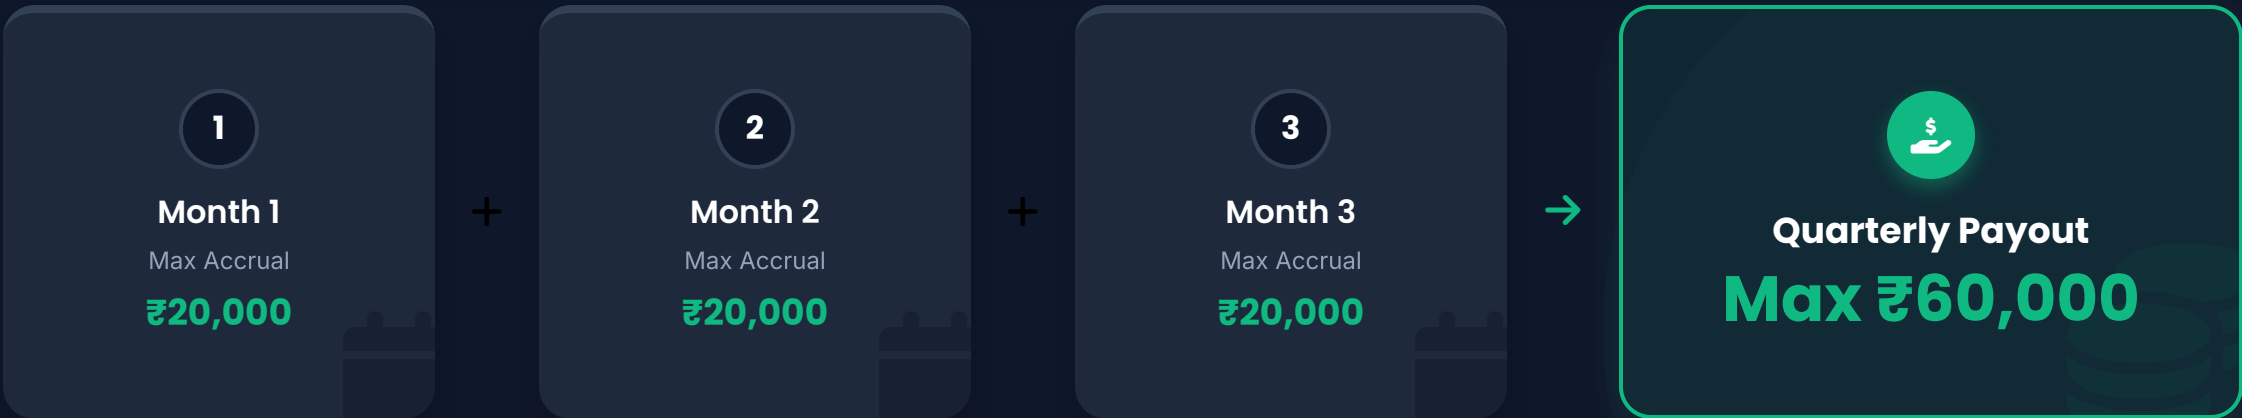 1
Month 1
Max Accrual
₹20,000
+
2
Month 2
Max Accrual
₹20,000
+
3
Month 3
Max Accrual
₹20,000
→
$
Quarterly Payout
Max ₹60,000